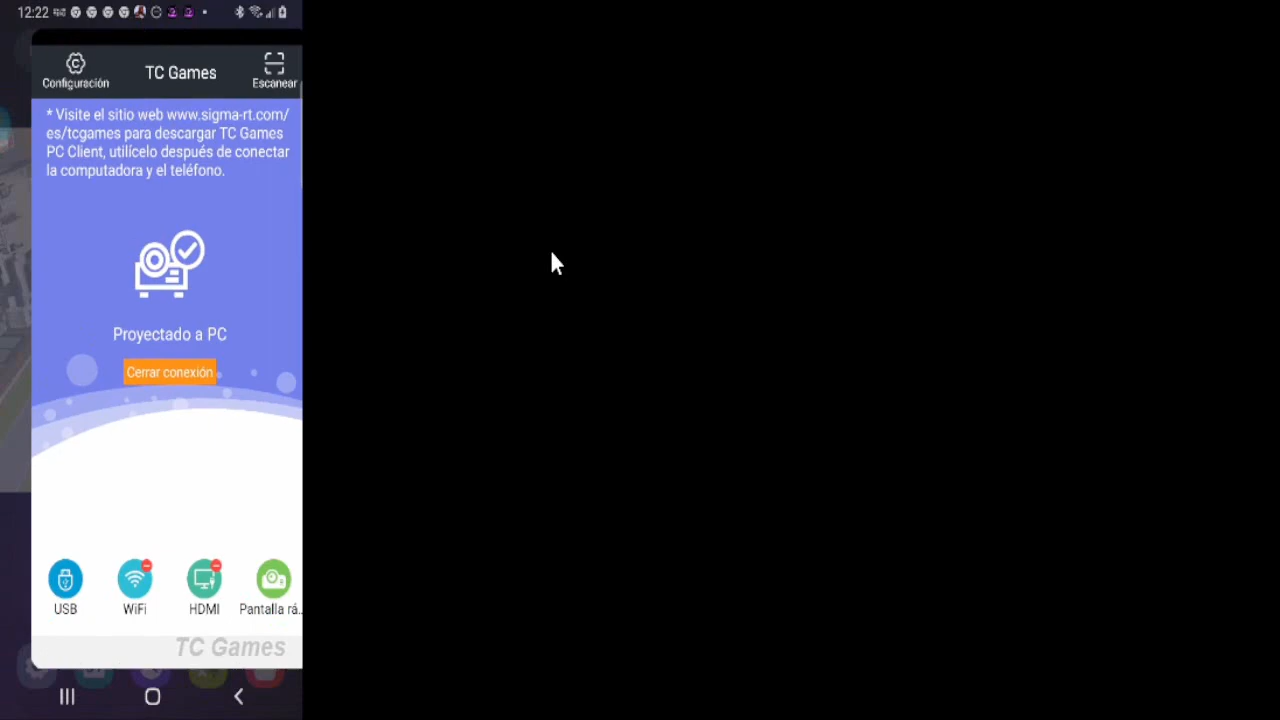 12:22
Configuración
TC Games
Escanear
* Visite el sitio web www.sigma-rt.com/
es/tcgames para descargar TC Games
PC Client, utilícelo después de conectar
la computadora y el teléfono.
Proyectado a PC
Cerrar conexión
USB
WiFi
HDMI
Pantalla rá..
TC Games